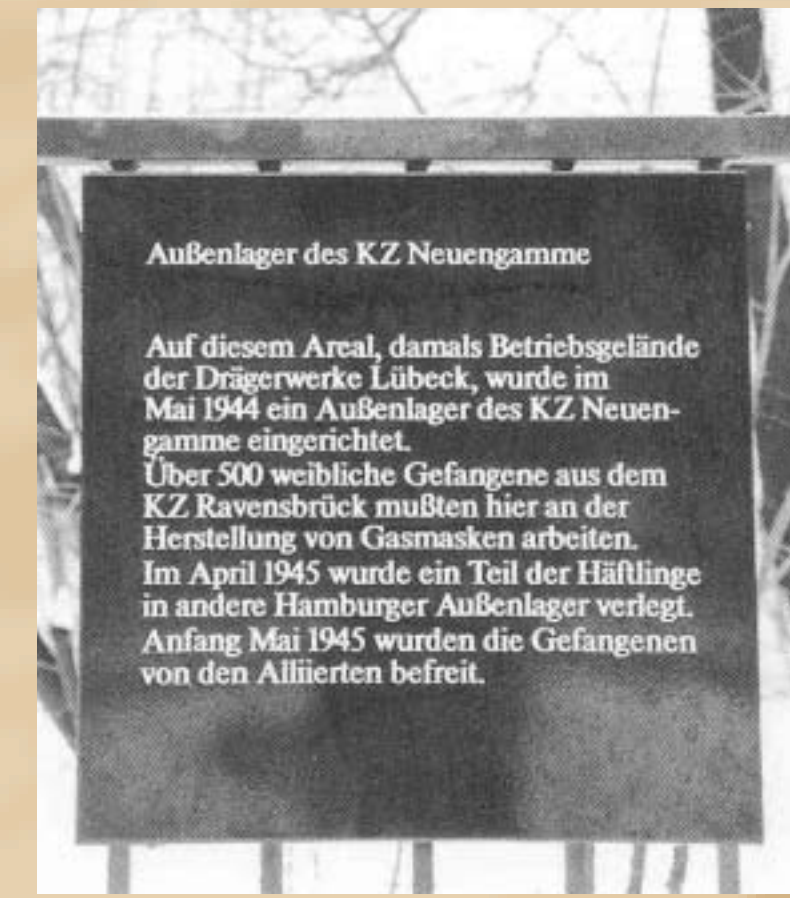 Außenlager des KZ Neuengamme
Auf diesem Areal, damals Betriebsgelände
der Drägerwerke Lübeck, wurde im
Mai 1944 ein Außenlager des KZ Neuen-
gamme eingerichtet.
Über 500 weibliche Gefangene aus dem
KZ Ravensbrück mußten hier an der
Herstellung von Gasmasken arbeiten.
Im April 1945 wurde ein Teil der Häftlinge
in andere Hamburger Außenlager verlegt.
Anfang Mai 1945 wurden die Gefangenen
von den Alliierten befreit.